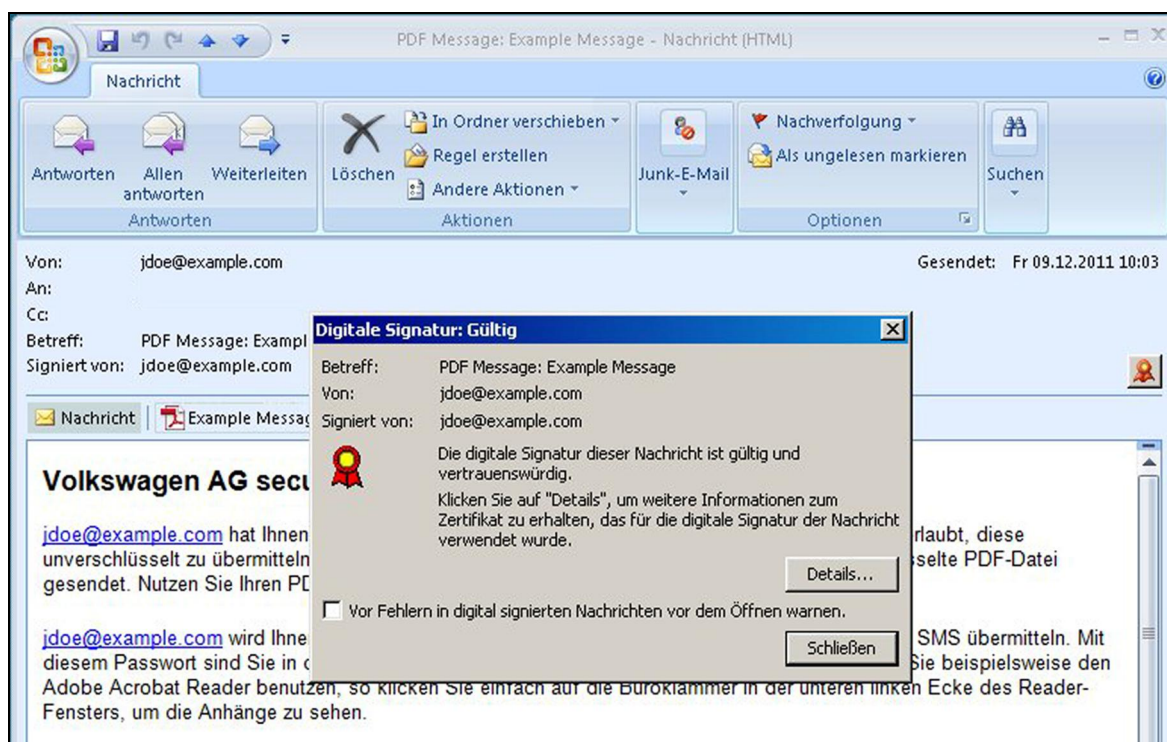 PDF Message: Example Message - Nachricht (HTML)
Nachricht
Antworten
Allen antworten
Weiterleiten
Antworten
Löschen
In Ordner verschieben
Regel erstellen
Andere Aktionen
Aktionen
Junk-E-Mail
Nachverfolgung
Als ungelesen markieren
Optionen
Suchen
Von: jdoe@example.com Gesendet: Fr 09.12.2011 10:03
An:
Cc:
Betreff: PDF Message: Exampl
Signiert von: jdoe@example.com
Nachricht Example Messag
Digitale Signatur: Gültig
Betreff: PDF Message: Example Message
Von: jdoe@example.com
Signiert von: jdoe@example.com
Die digitale Signatur dieser Nachricht ist gültig und
vertrauenswürdig.
Klicken Sie auf "Details", um weitere Informationen zum
Zertifikat zu erhalten, das für die digitale Signatur der Nachricht
verwendet wurde.
Details...
Vor Fehlern in digital signierten Nachrichten vor dem Öffnen warnen.
Schließen
Volkswagen AG secu
jdoe@example.com hat Ihnen rlaubt, diese
unverschlüsselt zu übermitteln sselte PDF-Datei
gesendet. Nutzen Sie Ihren PD
jdoe@example.com wird Ihne SMS übermitteln. Mit
diesem Passwort sind Sie in d Sie beispielsweise den
Adobe Acrobat Reader benutzen, so klicken Sie einfach auf die Büroklammer in der unteren linken Ecke des Reader-
Fensters, um die Anhänge zu sehen.